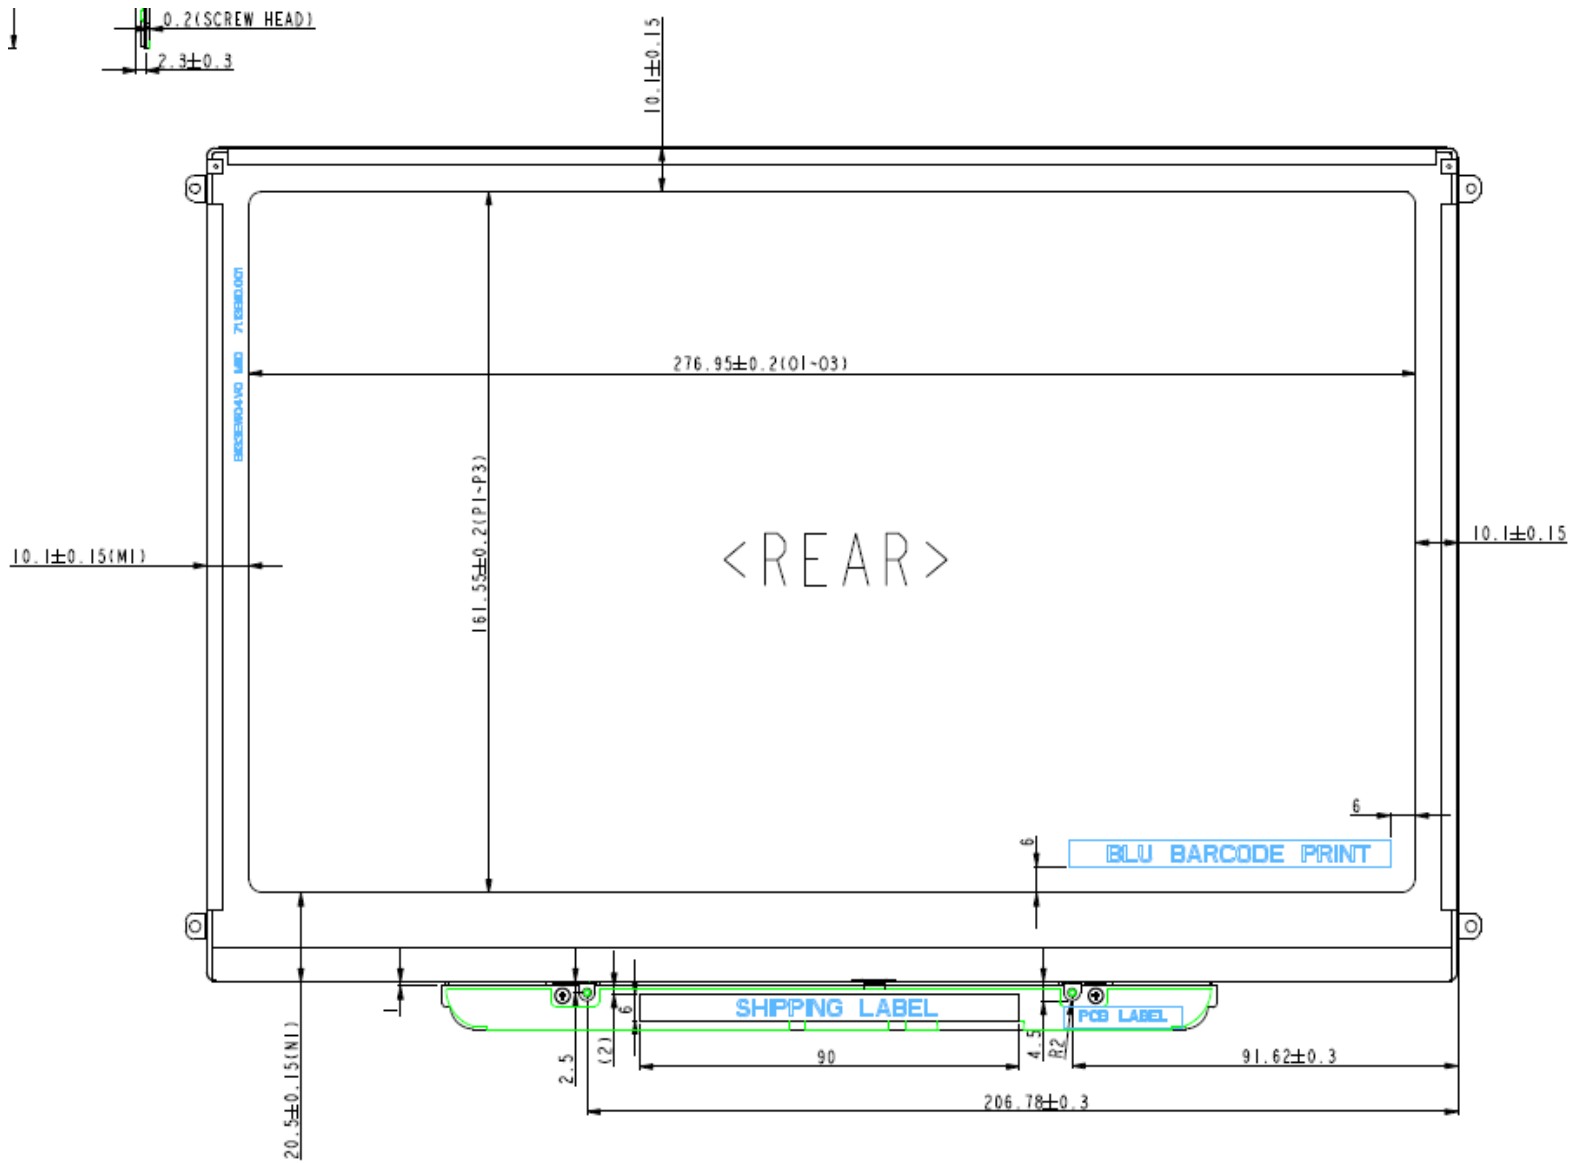 0.2(SCREW HEAD)
2.3±0.3
10.1±0.15
276.95±0.2(O1~O3)
161.55±0.2(P1~P3)
<REAR>
10.1±0.15(M1)
10.1±0.15
6
6
BLU BARCODE PRINT
SHIPPING LABEL
PCB LABEL
1
2.5
(2)
6
90
4.5
R2
91.62±0.3
206.78±0.3
20.5±0.15(N1)